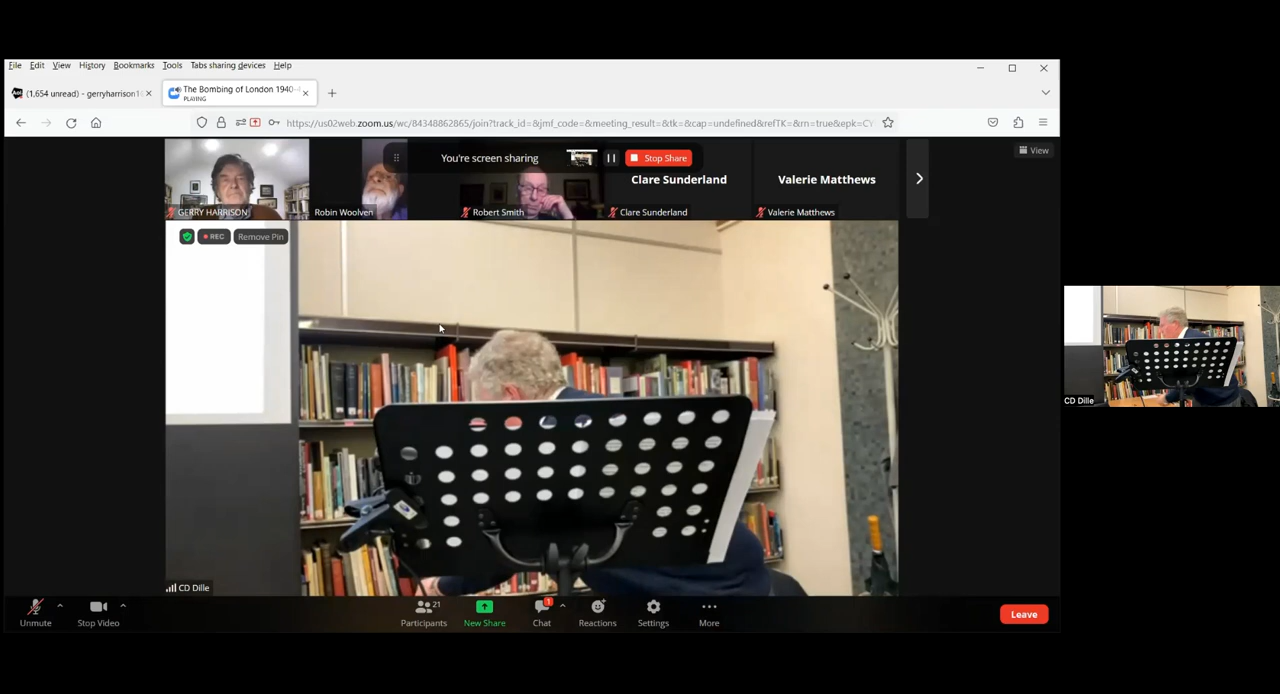 File Edit View History Bookmarks Tools Tabs sharing devices Help
(1,654 unread) - gerryharrison1
The Bombing of London 1940-
PLAYING
https://us02web.zoom.us/wc/84348862865/join?track_id=&jmf_code=&meeting_result=&tk=&cap=undefined&refTK=&rn=true&epk=CY
You're screen sharing
Stop Share
View
Clare Sunderland
Valerie Matthews
GERRY HARRISON
Robin Woolven
Robert Smith
Clare Sunderland
Valerie Matthews
REC
Remove Pin
CD Dille
CD Dille
21
1
Unmute
Stop Video
Participants
New Share
Chat
Reactions
Settings
More
Leave